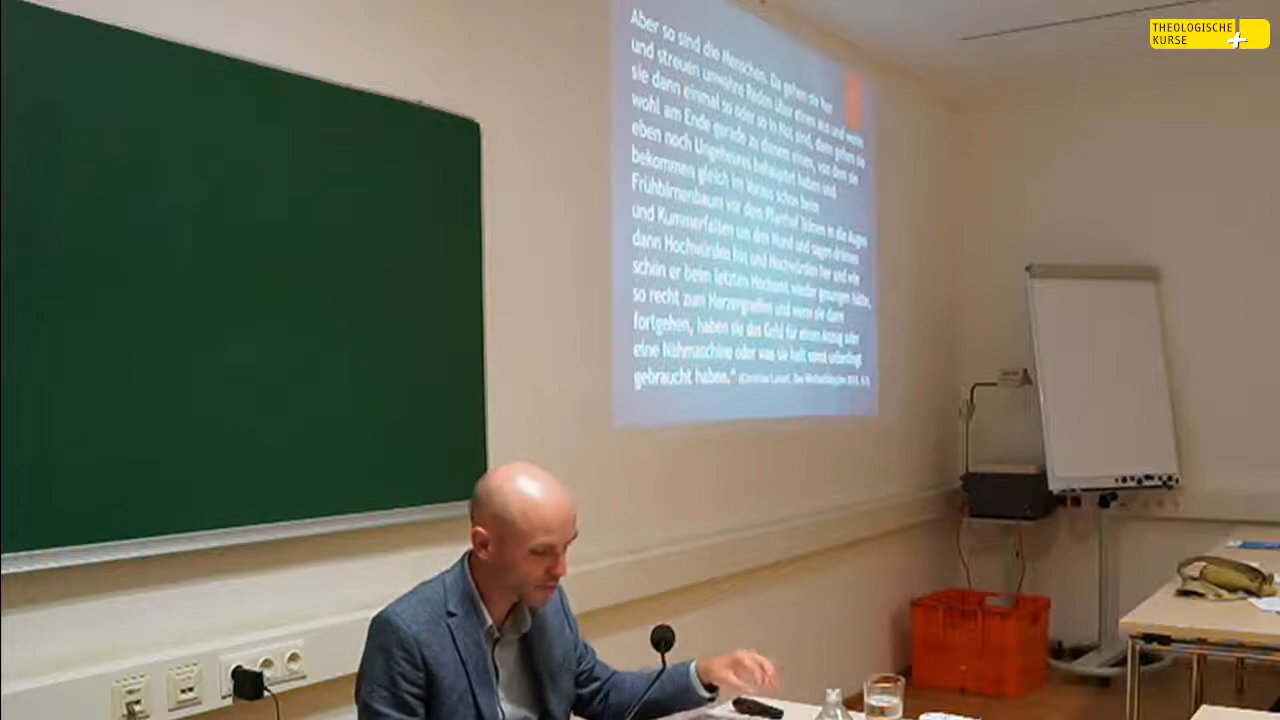 THEOLOGISCHE
KURSE
Aber so sind die Menschen. Da gehen sie her
und streuen unwahre Reden über einen aus und wenn
sie dann einmal so oder so in Not sind, dann gehen sie
wohl am Ende gerade zu diesem einen, von dem sie
eben noch Ungeheures behauptet haben und
bekommen gleich im Voraus schon beim
Frühbirnenbaum vor dem Pfarrhof Tränen in die Augen
und Kummerfalten um den Mund und sagen drinnen
dann Hochwürden hin und Hochwürden her und wie
schön er beim letzten Hochamt wieder gesungen hätte,
so recht zum Herzergreifen und wenn sie dann
fortgehen, haben sie das Geld für einen Anzug oder
eine Nähmaschine oder was sie halt sonst unbedingt
gebraucht haben."